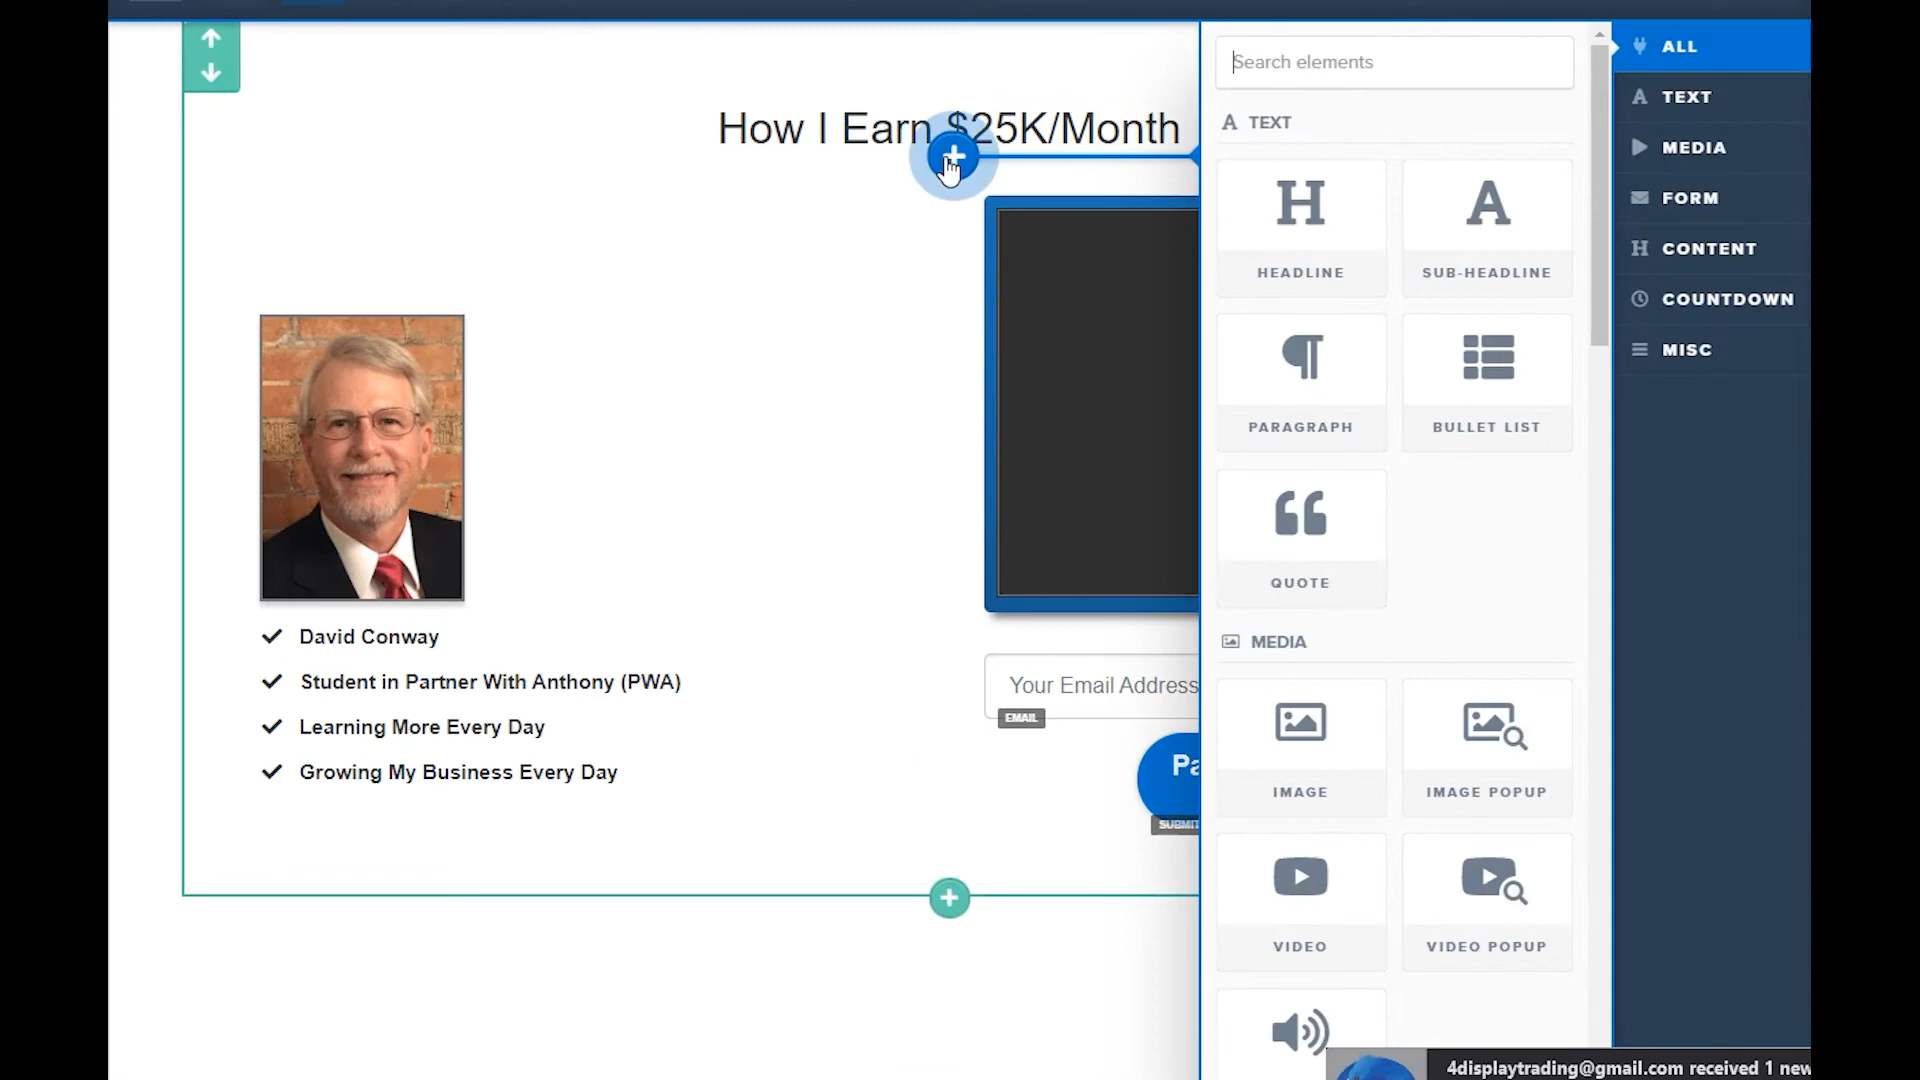 How I Earn $25K/Month
David Conway
Student in Partner With Anthony (PWA)
Learning More Every Day
Growing My Business Every Day
Your Email Address
EMAIL
SUBMIT
Search elements
TEXT
HEADLINE
SUB-HEADLINE
PARAGRAPH
BULLET LIST
QUOTE
MEDIA
IMAGE
IMAGE POPUP
VIDEO
VIDEO POPUP
ALL
TEXT
MEDIA
FORM
CONTENT
COUNTDOWN
MISC
4displaytrading@gmail.com received 1 new